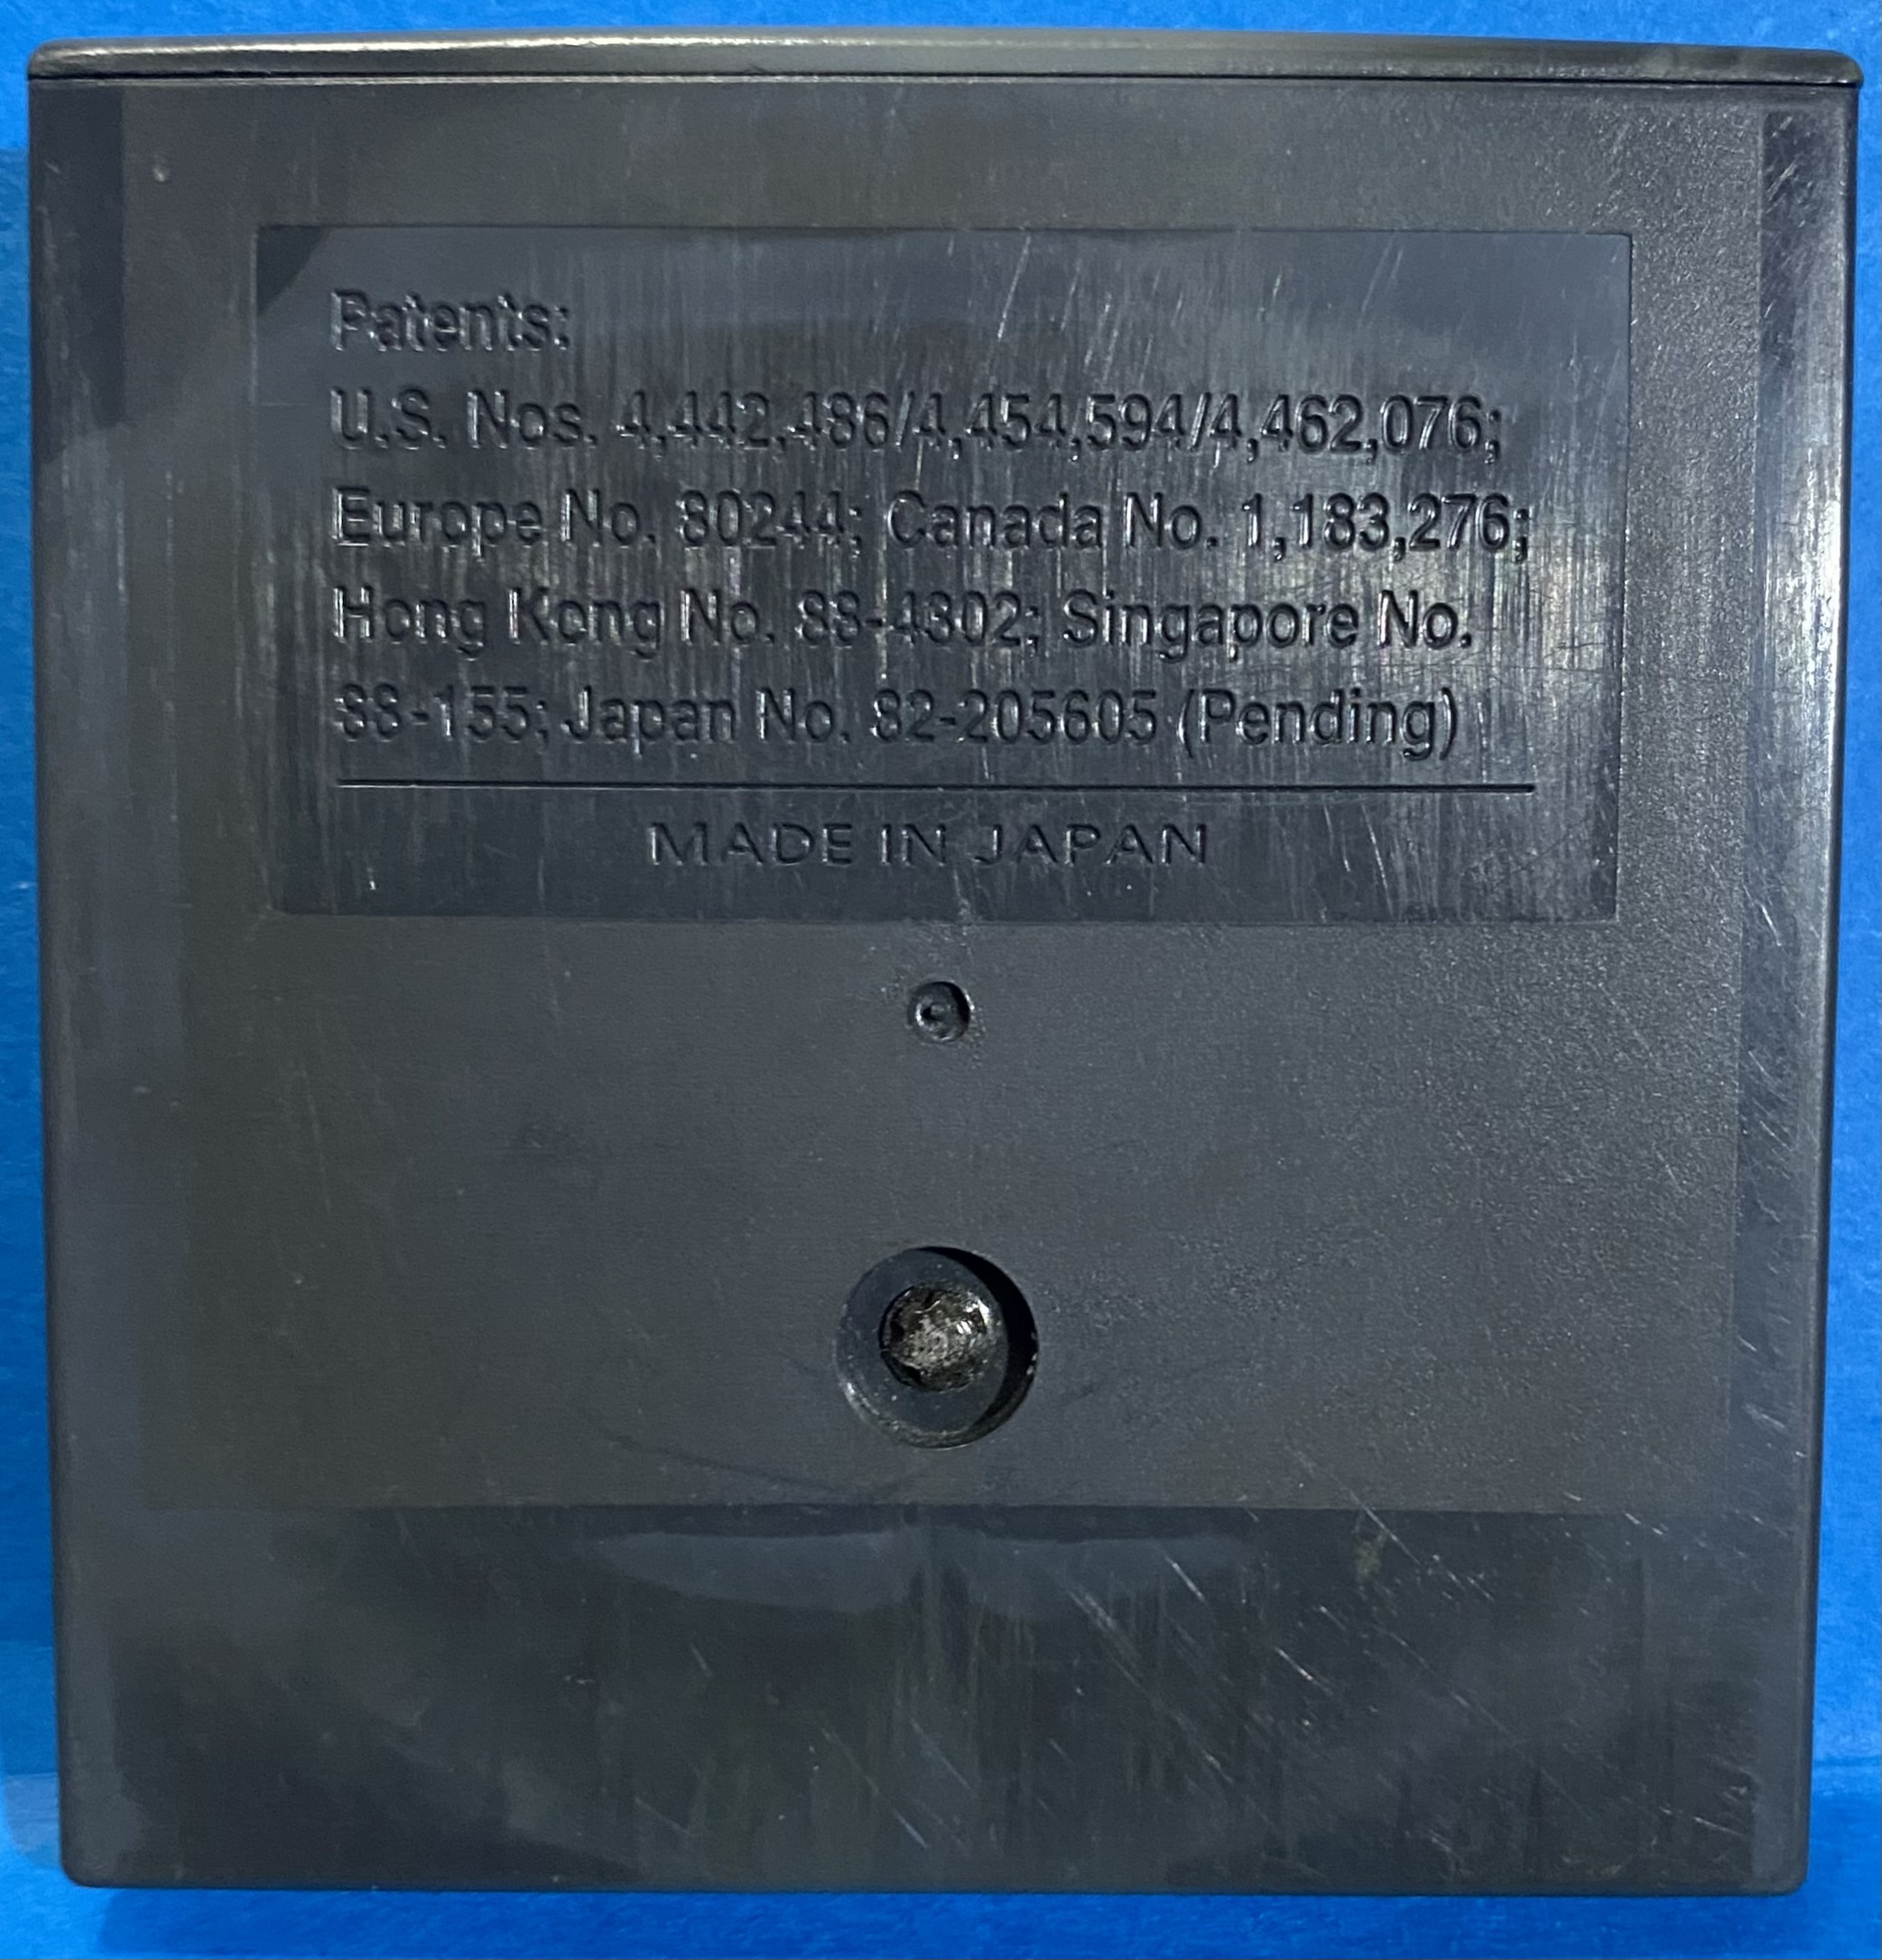 Patents:
U.S. Nos. 4,442,486/4,454,594/4,462,076;
Europe No. 80244; Canada No. 1,183,276;
Hong Kong No. 88-4302; Singapore No.
88-155; Japan No. 82-205605 (Pending)
MADE IN JAPAN